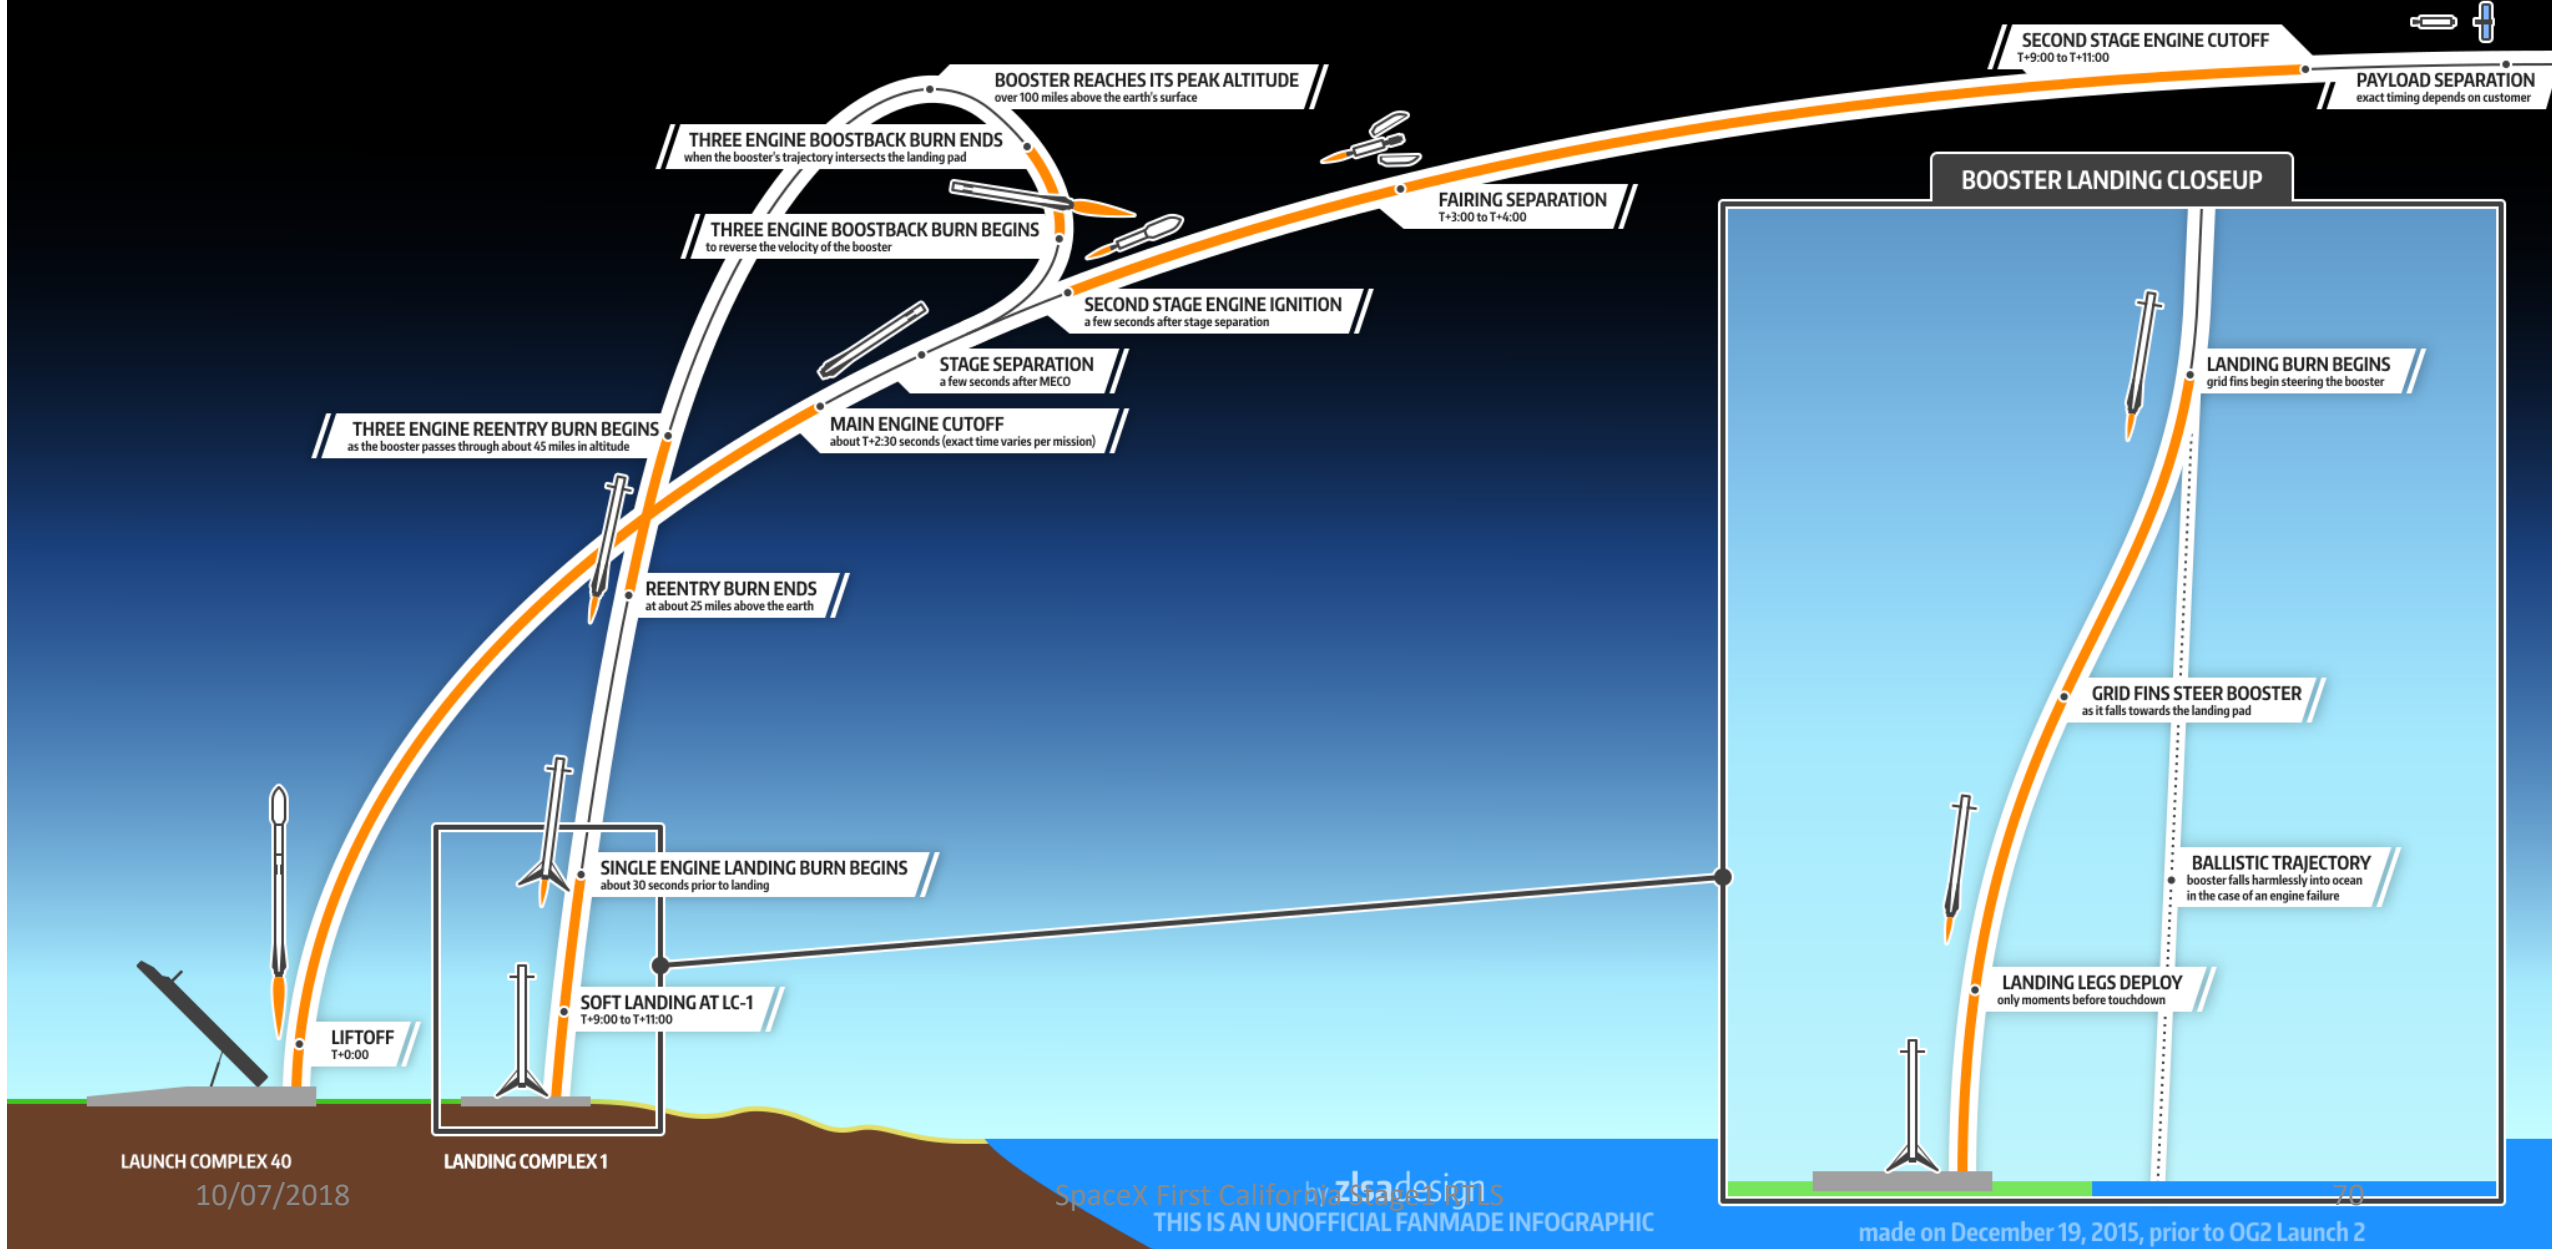 SECOND STAGE ENGINE CUTOFF
T+9:00 to T+11:00
PAYLOAD SEPARATION
exact timing depends on customer
BOOSTER REACHES ITS PEAK ALTITUDE
over 100 miles above the earth's surface
THREE ENGINE BOOSTBACK BURN ENDS
when the booster's trajectory intersects the landing pad
FAIRING SEPARATION
T+3:00 to T+4:00
THREE ENGINE BOOSTBACK BURN BEGINS
to reverse the velocity of the booster
SECOND STAGE ENGINE IGNITION
a few seconds after stage separation
STAGE SEPARATION
a few seconds after MECO
MAIN ENGINE CUTOFF
about T+2:30 seconds (exact time varies per mission)
THREE ENGINE REENTRY BURN BEGINS
as the booster passes through about 45 miles in altitude
REENTRY BURN ENDS
at about 25 miles above the earth
SINGLE ENGINE LANDING BURN BEGINS
about 30 seconds prior to landing
SOFT LANDING AT LC-1
T+9:00 to T+11:00
LIFTOFF
T+0:00
LAUNCH COMPLEX 40
LANDING COMPLEX 1
BOOSTER LANDING CLOSEUP
LANDING BURN BEGINS
grid fins begin steering the booster
GRID FINS STEER BOOSTER
as it falls towards the landing pad
BALLISTIC TRAJECTORY
booster falls harmlessly into ocean
in the case of an engine failure
LANDING LEGS DEPLOY
only moments before touchdown
10/07/2018
SpaceX First California Stage1 RTLS
70
by zlsadesign
THIS IS AN UNOFFICIAL FANMADE INFOGRAPHIC
made on December 19, 2015, prior to OG2 Launch 2